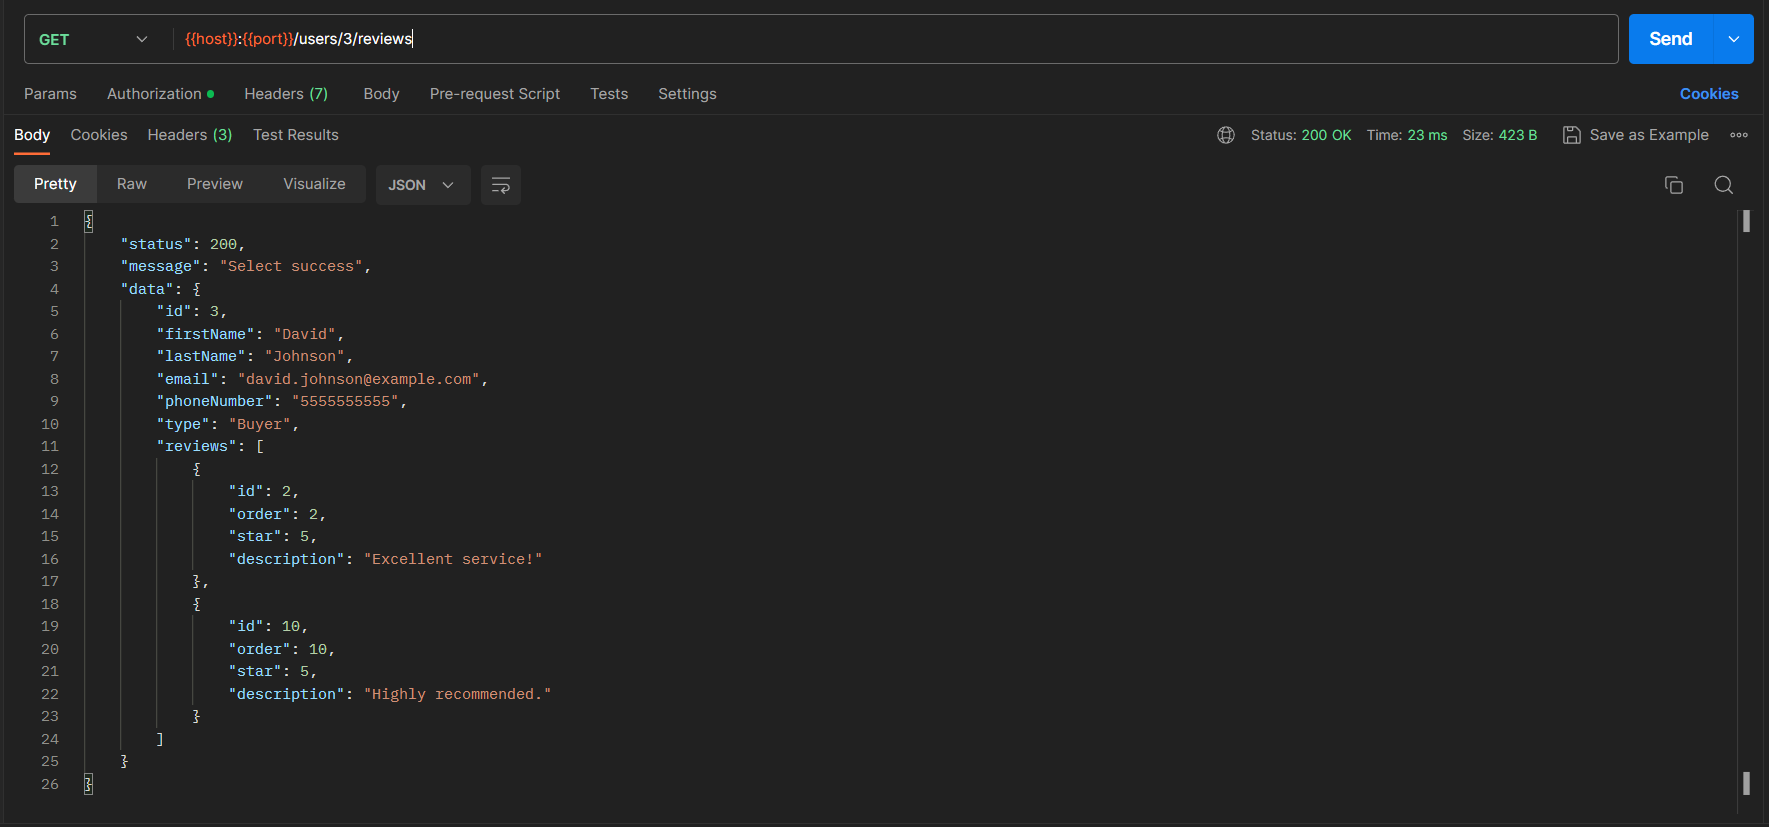 GET {{host}}:{{port}}/users/3/reviews Send
Params Authorization Headers (7) Body Pre-request Script Tests Settings Cookies
Body Cookies Headers (3) Test Results Status: 200 OK Time: 23 ms Size: 423 B Save as Example
Pretty Raw Preview Visualize JSON
1 {
2 "status": 200,
3 "message": "Select success",
4 "data": {
5 "id": 3,
6 "firstName": "David",
7 "lastName": "Johnson",
8 "email": "david.johnson@example.com",
9 "phoneNumber": "5555555555",
10 "type": "Buyer",
11 "reviews": [
12 {
13 "id": 2,
14 "order": 2,
15 "star": 5,
16 "description": "Excellent service!"
17 },
18 {
19 "id": 10,
20 "order": 10,
21 "star": 5,
22 "description": "Highly recommended."
23 }
24 ]
25 }
26 }